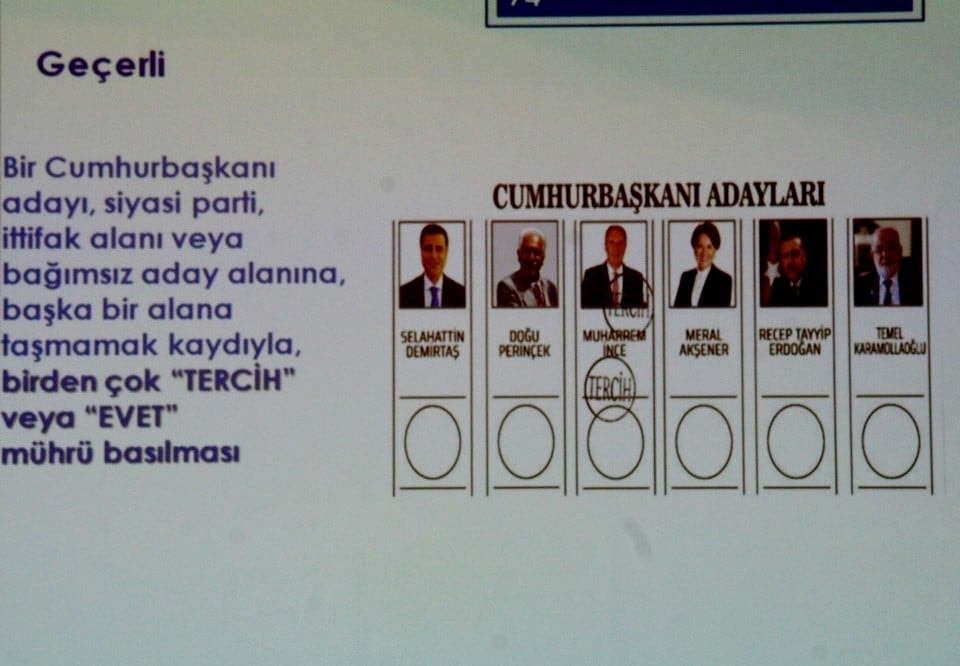 Geçerli
Bir Cumhurbaşkanı
adayı, siyasi parti,
ittifak alanı veya
bağımsız aday alanına,
başka bir alana
taşmamak kaydıyla,
birden çok “TERCİH”
veya “EVET”
mührü basılması
CUMHURBAŞKANI ADAYLARI
SELAHATTİN
DEMİRTAŞ
DOĞU
PERİNÇEK
TERCİH
MUHARREM
İNCE
TERCİH
MERAL
AKŞENER
RECEP TAYYİP
ERDOĞAN
TEMEL
KARAMOLLAOĞLU